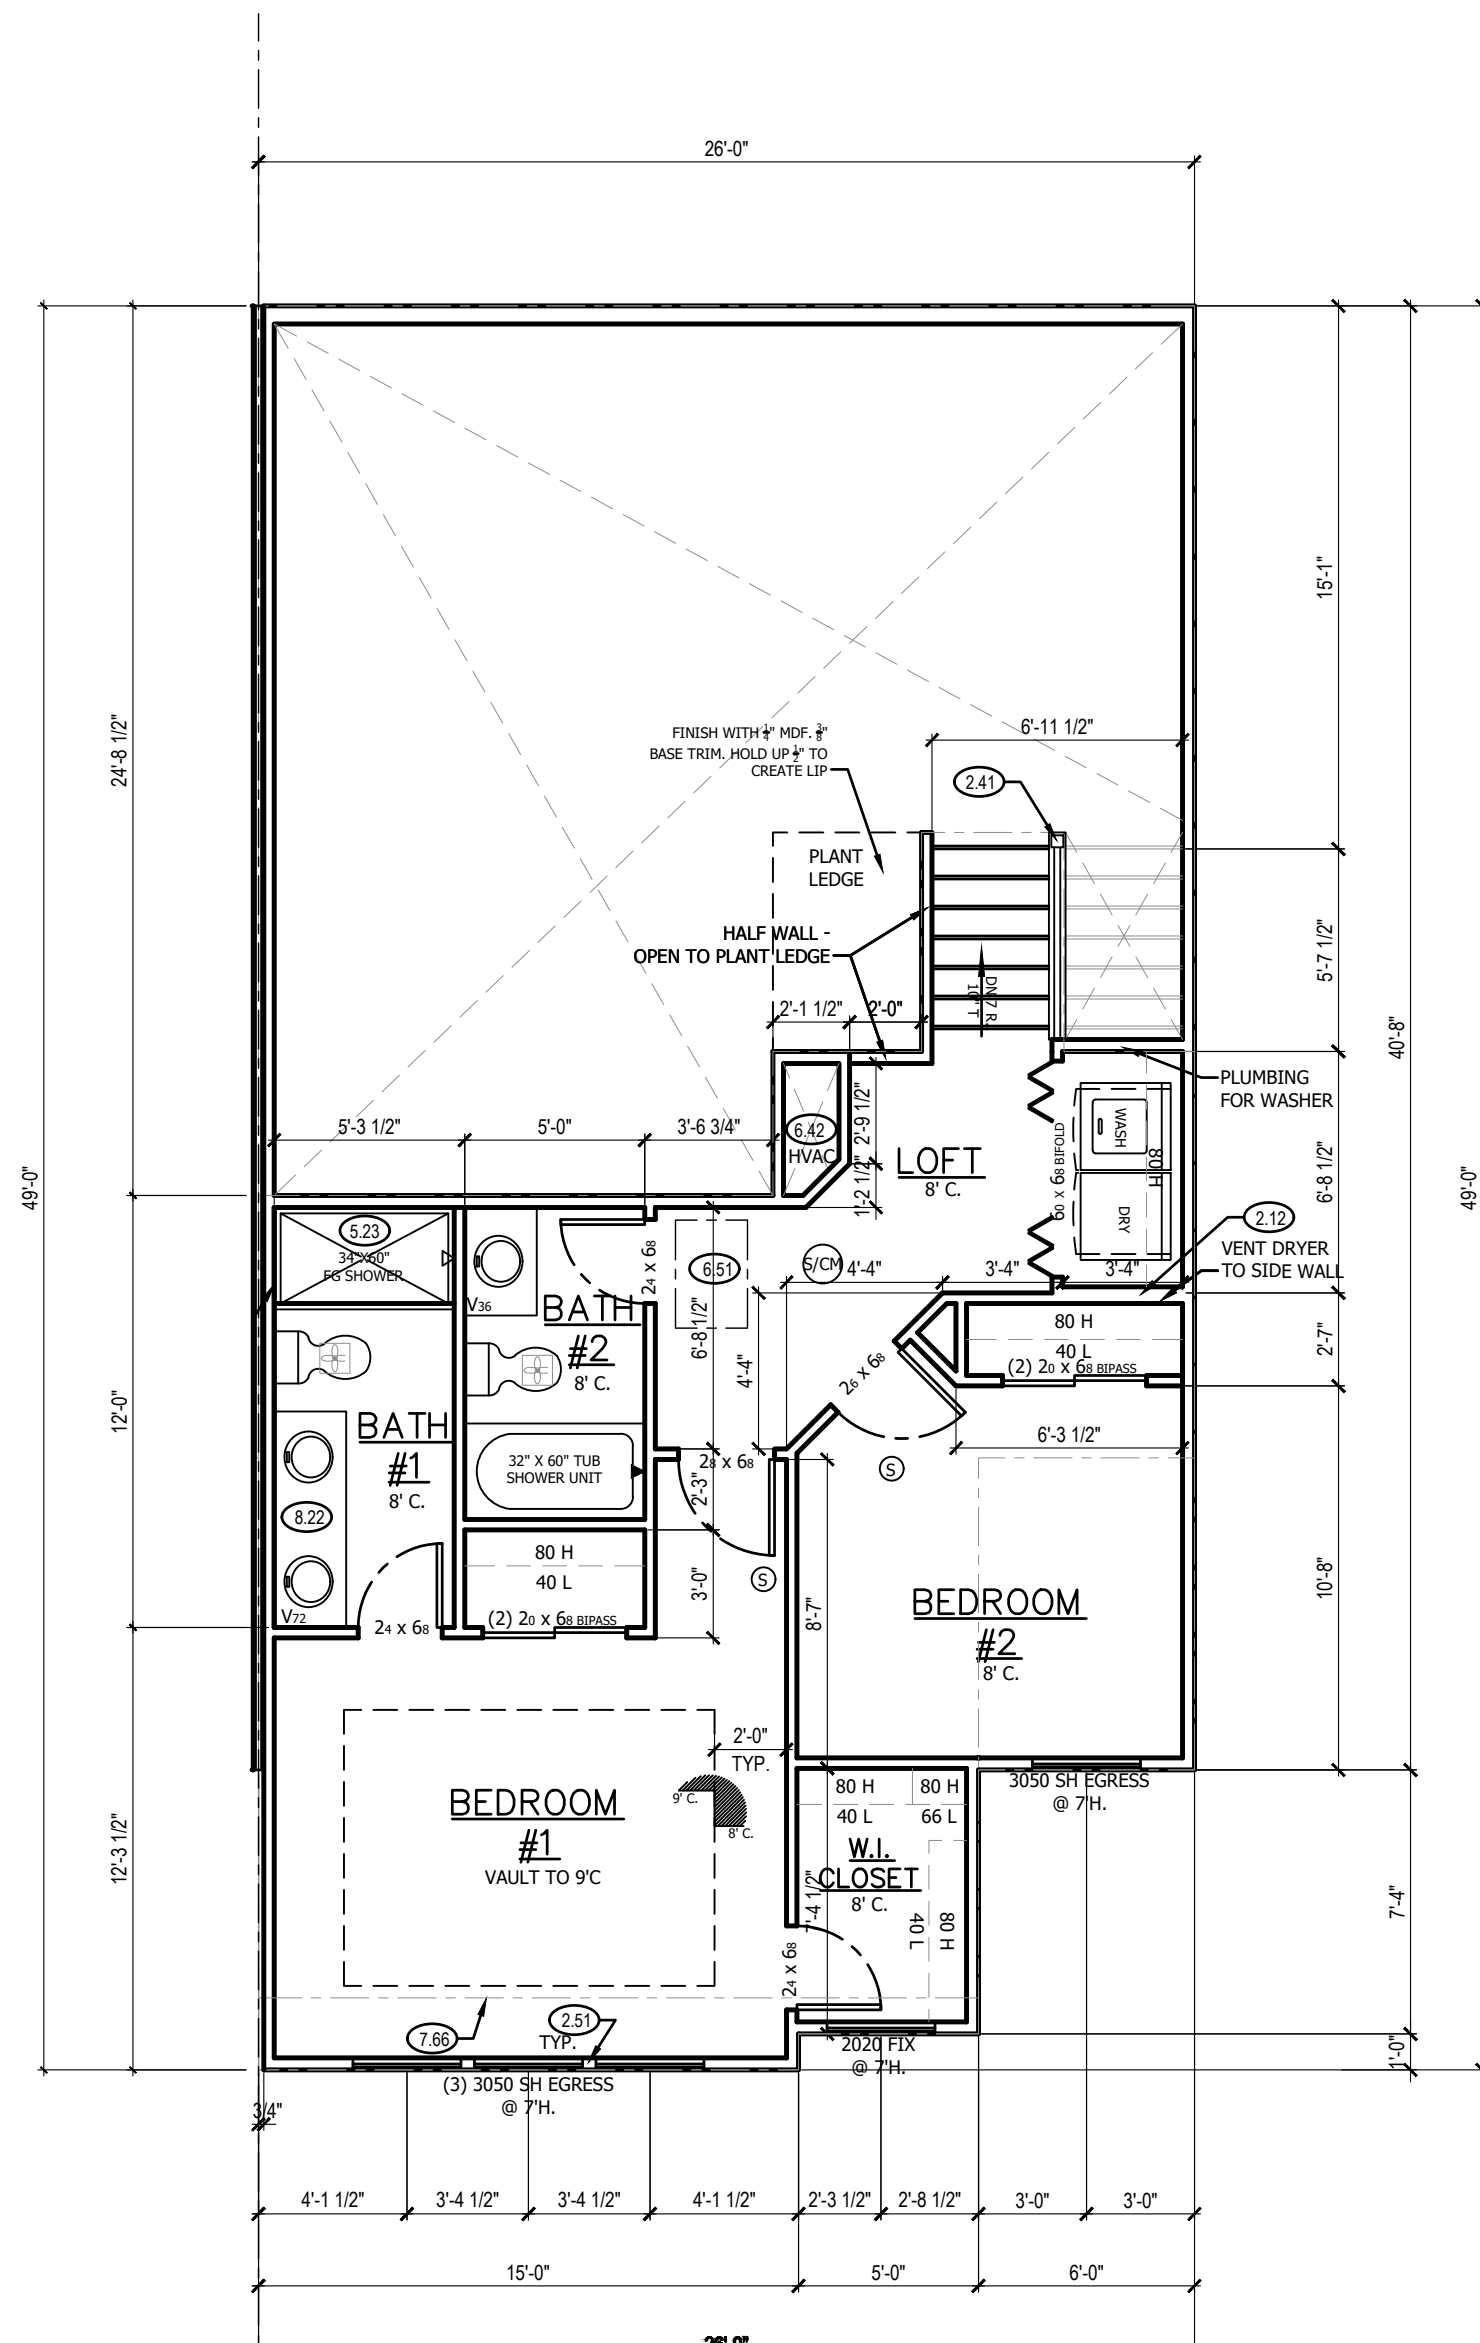 26'-0"
49'-0"
24'-8 1/2"
12'-0"
12'-3 1/2"
15'-1"
5'-7 1/2"
6'-8 1/2"
2'-7"
10'-8"
40'-8"
7'-4"
1'-0"
49'-0"
6'-11 1/2"
FINISH WITH 1/4" MDF. 3/8"
BASE TRIM. HOLD UP 1/2" TO
CREATE LIP
2.41
PLANT
LEDGE
HALF WALL -
OPEN TO PLANT LEDGE
DN 7 R.
10" T
2'-1 1/2"
2'-0"
PLUMBING
FOR WASHER
5'-3 1/2"
5'-0"
3'-6 3/4"
6.42
HVAC
2'-9 1/2"
1'-2 1/2"
LOFT
8' C.
60 x 68 BIFOLD
WASH
80 H
DRY
2.12
VENT DRYER
TO SIDE WALL
5.23
34"X60"
FG SHOWER
V36
24 x 68
6.51
S/CM
4'-4"
3'-4"
3'-4"
BATH
#2
8' C.
6'-8 1/2"
4'-4"
80 H
40 L
(2) 20 x 68 BIPASS
26 x 68
6'-3 1/2"
BATH
#1
8' C.
32" X 60" TUB
SHOWER UNIT
28 x 68
2'-3"
S
8.22
80 H
40 L
S
3'-0"
8'-7"
V72
24 x 68
(2) 20 x 68 BIPASS
BEDROOM
#2
8' C.
2'-0"
TYP.
3050 SH EGRESS
@ 7'H.
BEDROOM
#1
VAULT TO 9'C
9' C.
8' C.
80 H
80 H
40 L
66 L
W.I.
CLOSET
8' C.
7'-4 1/2"
80 H
40 L
24 x 68
7.66
2.51
TYP.
2020 FIX
@ 7'H.
(3) 3050 SH EGRESS
@ 7'H.
3/4"
4'-1 1/2"
3'-4 1/2"
3'-4 1/2"
4'-1 1/2"
2'-3 1/2"
2'-8 1/2"
3'-0"
3'-0"
15'-0"
5'-0"
6'-0"
26'-0"